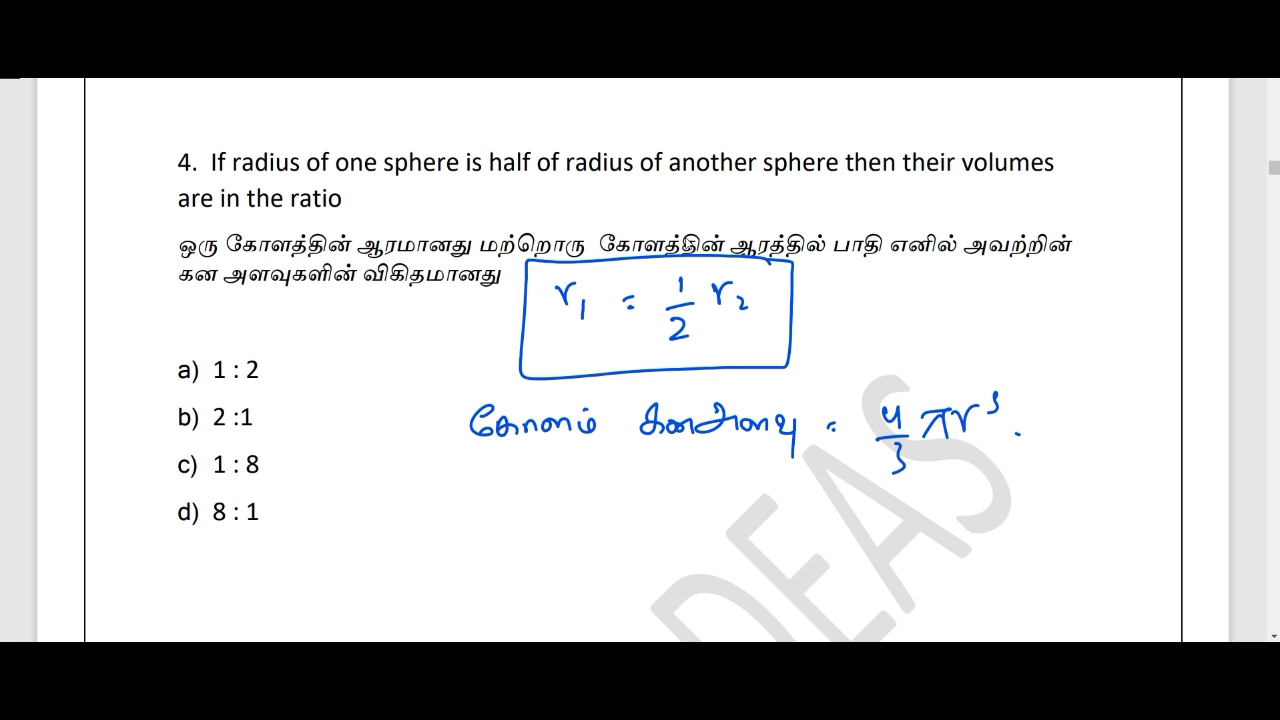 4. If radius of one sphere is half of radius of another sphere then their volumes
are in the ratio
ஒரு கோளத்தின் ஆரமானது மற்றொரு கோளத்தின் ஆரத்தில் பாதி எனில் அவற்றின்
கன அளவுகளின் விகிதமானது
r₁ = 1/2 r₂
a) 1 : 2
கோளம் கனஅளவு = 4/3 πr³.
b) 2 :1
c) 1 : 8
d) 8 : 1
DEAS